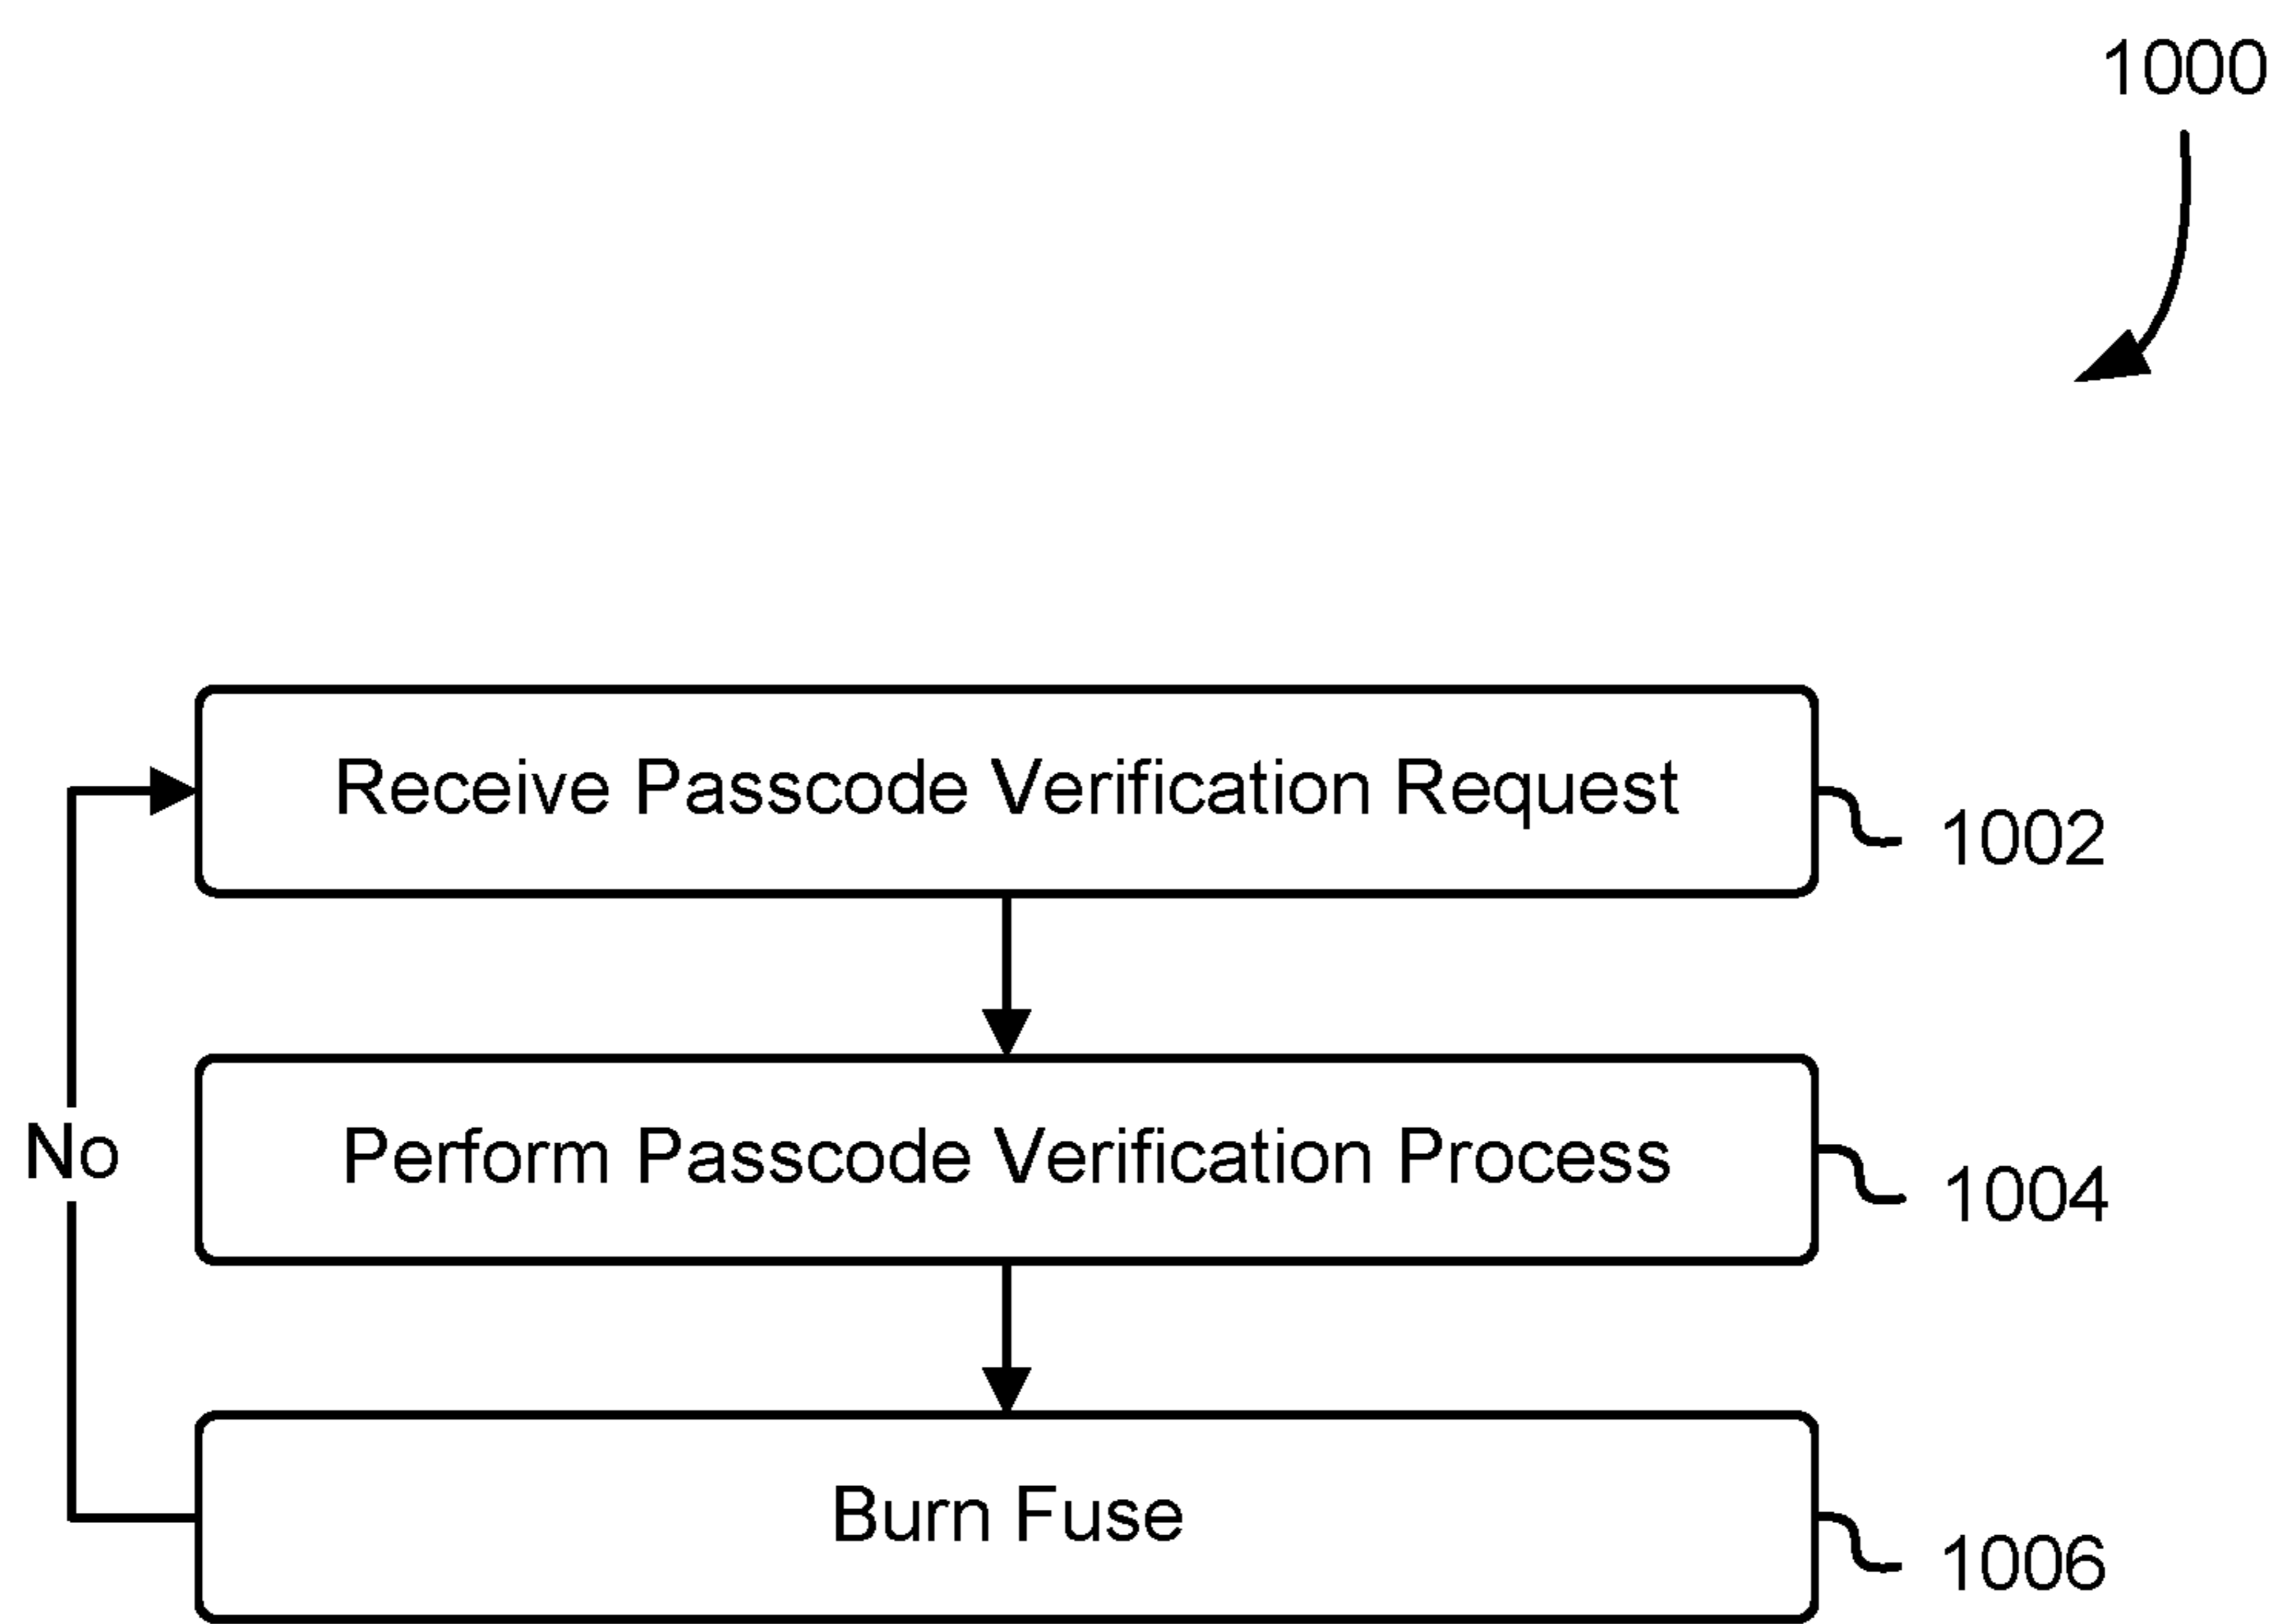 1000
Receive Passcode Verification Request
1002
No
Perform Passcode Verification Process
1004
Burn Fuse
1006